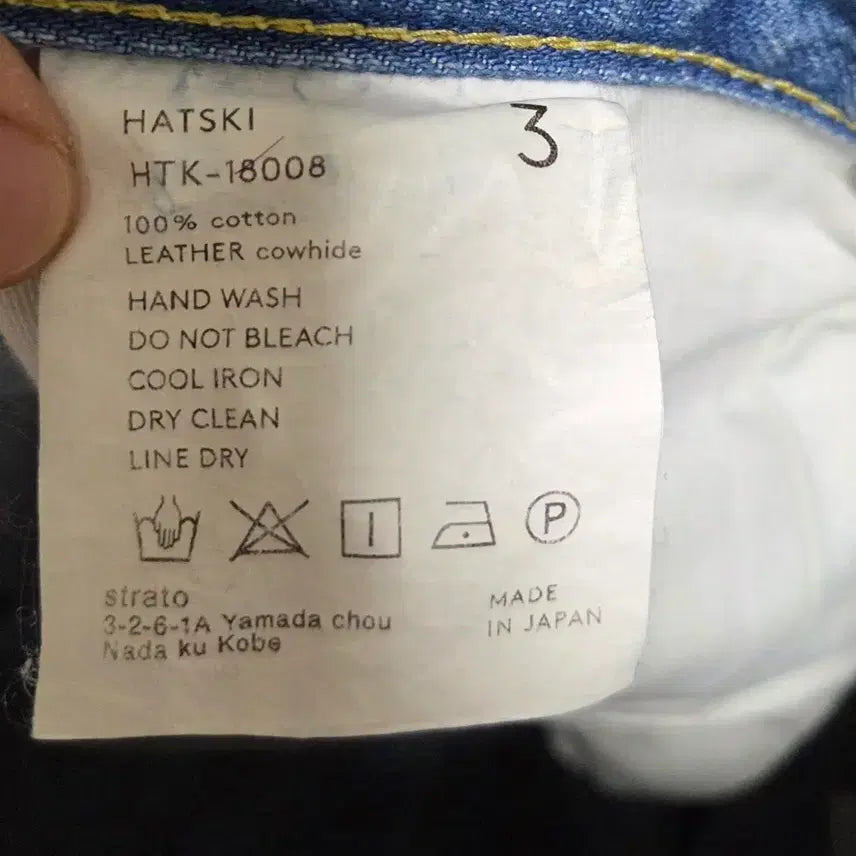 HATSKI
3
HTK-18008
100% cotton
LEATHER cowhide
HAND WASH
DO NOT BLEACH
COOL IRON
DRY CLEAN
LINE DRY
P
strato
3-2-6-1A Yamada chou
Nada ku Kobe
MADE
IN JAPAN